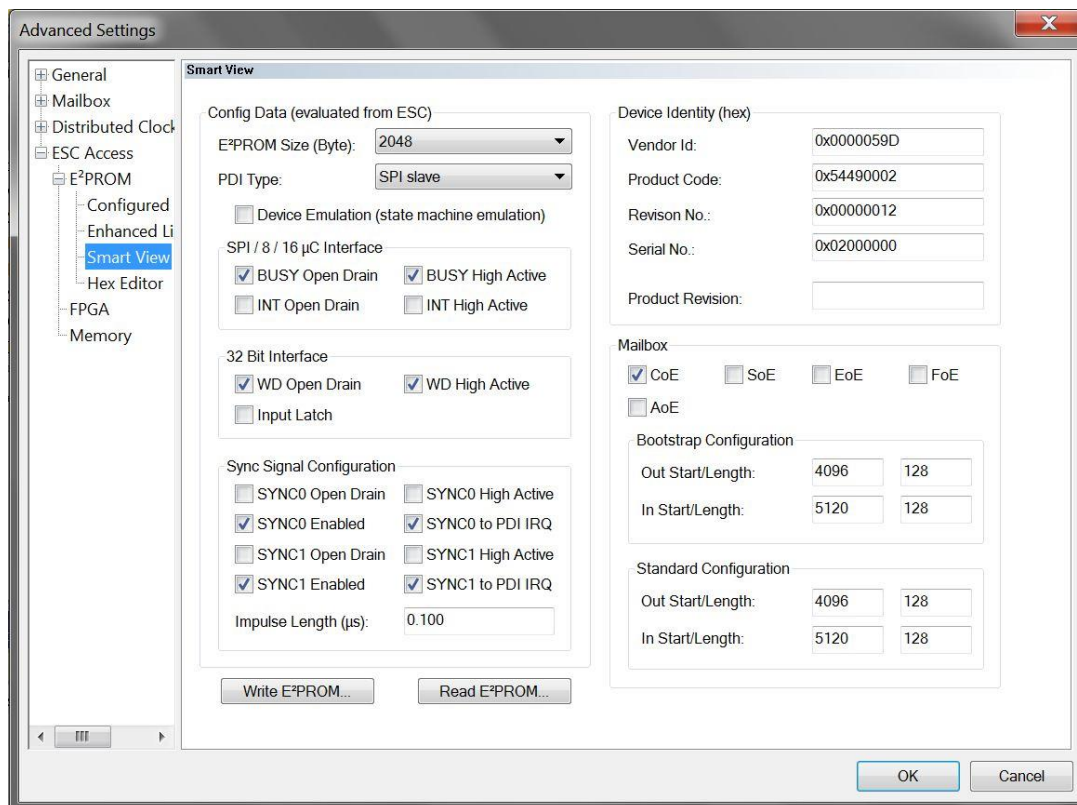 Advanced Settings
General
Mailbox
Distributed Clock
ESC Access
E²PROM
Configured
Enhanced Li
Smart View
Hex Editor
FPGA
Memory
Smart View
Config Data (evaluated from ESC)
E²PROM Size (Byte): 2048
PDI Type: SPI slave
Device Emulation (state machine emulation)
SPI / 8 / 16 µC Interface
BUSY Open Drain BUSY High Active
INT Open Drain INT High Active
32 Bit Interface
WD Open Drain WD High Active
Input Latch
Sync Signal Configuration
SYNC0 Open Drain SYNC0 High Active
SYNC0 Enabled SYNC0 to PDI IRQ
SYNC1 Open Drain SYNC1 High Active
SYNC1 Enabled SYNC1 to PDI IRQ
Impulse Length (µs): 0.100
Write E²PROM... Read E²PROM...
Device Identity (hex)
Vendor Id: 0x0000059D
Product Code: 0x54490002
Revison No.: 0x00000012
Serial No.: 0x02000000
Product Revision:
Mailbox
CoE SoE EoE FoE
AoE
Bootstrap Configuration
Out Start/Length: 4096 128
In Start/Length: 5120 128
Standard Configuration
Out Start/Length: 4096 128
In Start/Length: 5120 128
OK Cancel